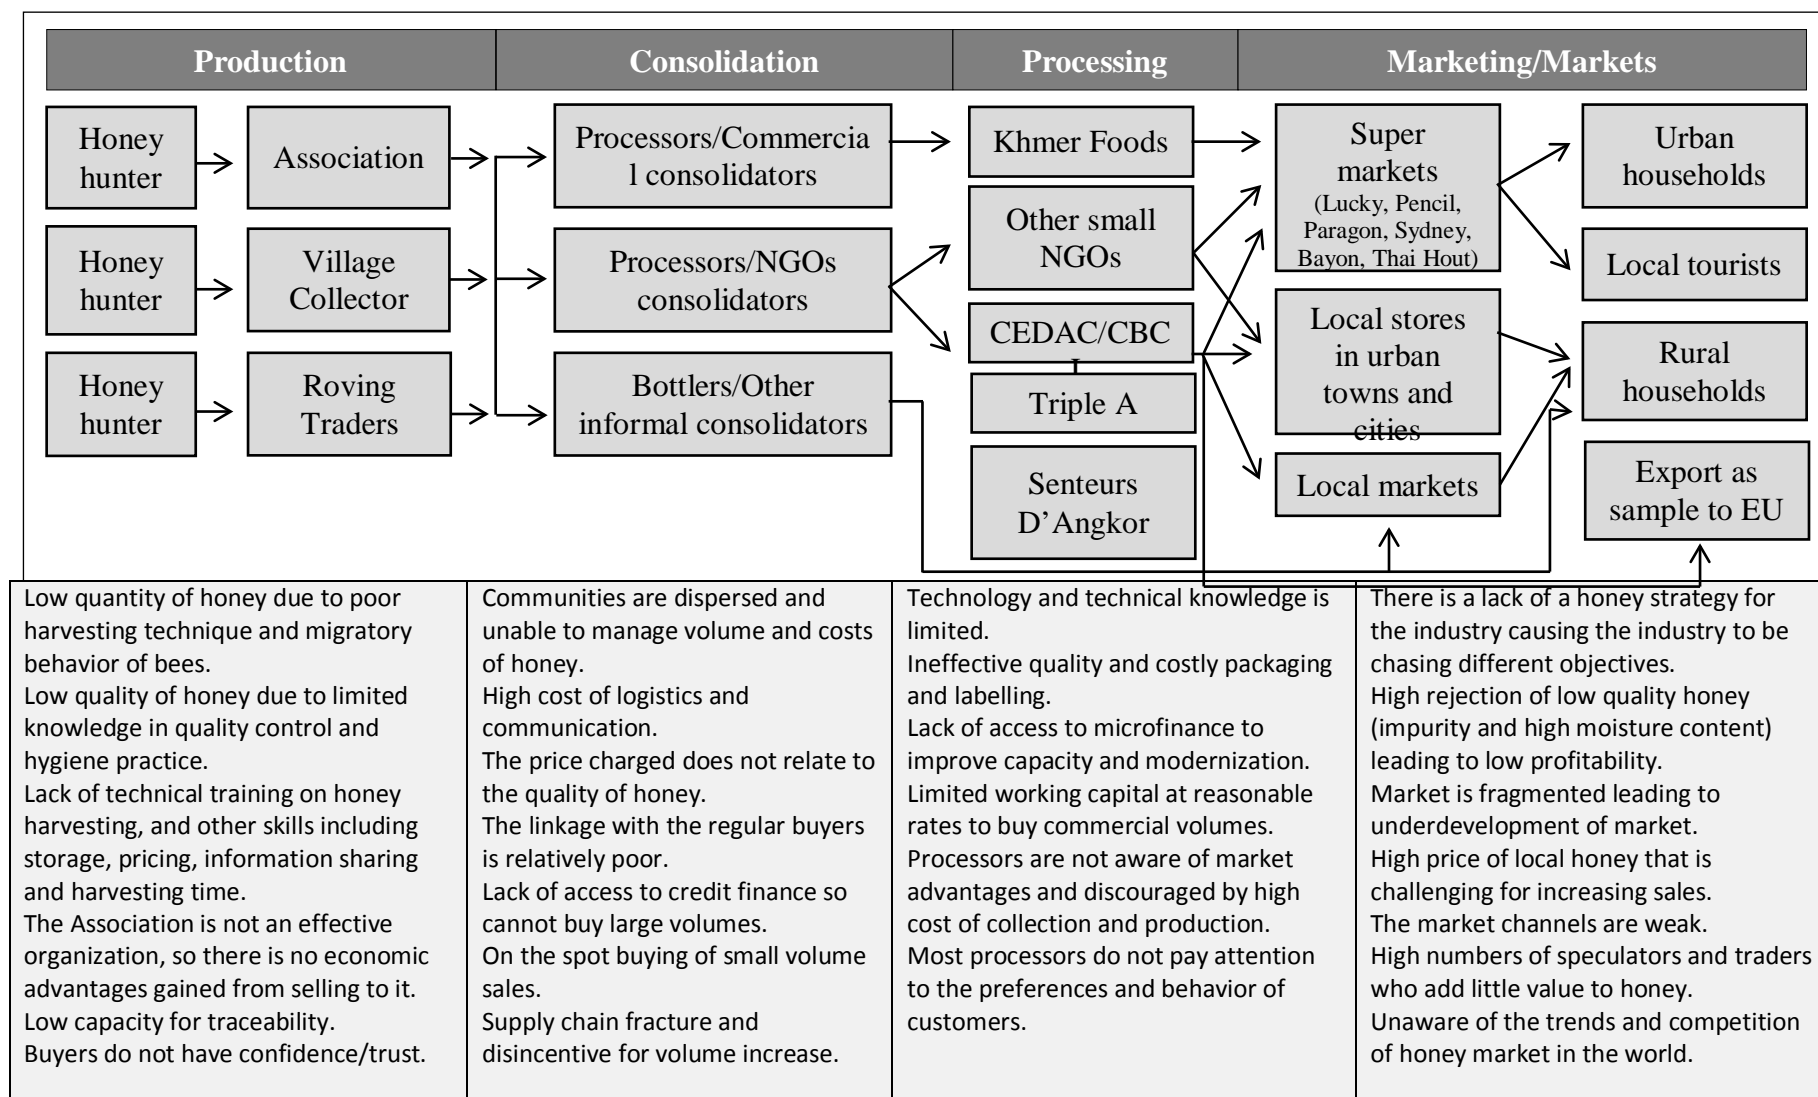 Production
Consolidation
Processing
Marketing/Markets
Honey
hunter
Association
Processors/Commercia
l consolidators
Khmer Foods
Super
markets
(Lucky, Pencil,
Paragon, Sydney,
Bayon, Thai Hout)
Urban
households
Honey
hunter
Village
Collector
Processors/NGOs
consolidators
Other small
NGOs
Local tourists
Honey
hunter
Roving
Traders
Bottlers/Other
informal consolidators
CEDAC/CBC
Triple A
Senteurs
D’Angkor
Local stores
in urban
towns and
cities
Local markets
Rural
households
Export as
sample to EU
Low quantity of honey due to poor
harvesting technique and migratory
behavior of bees.
Low quality of honey due to limited
knowledge in quality control and
hygiene practice.
Lack of technical training on honey
harvesting, and other skills including
storage, pricing, information sharing
and harvesting time.
The Association is not an effective
organization, so there is no economic
advantages gained from selling to it.
Low capacity for traceability.
Buyers do not have confidence/trust.
Communities are dispersed and
unable to manage volume and costs
of honey.
High cost of logistics and
communication.
The price charged does not relate to
the quality of honey.
The linkage with the regular buyers
is relatively poor.
Lack of access to credit finance so
cannot buy large volumes.
On the spot buying of small volume
sales.
Supply chain fracture and
disincentive for volume increase.
Technology and technical knowledge is
limited.
Ineffective quality and costly packaging
and labelling.
Lack of access to microfinance to
improve capacity and modernization.
Limited working capital at reasonable
rates to buy commercial volumes.
Processors are not aware of market
advantages and discouraged by high
cost of collection and production.
Most processors do not pay attention
to the preferences and behavior of
customers.
There is a lack of a honey strategy for
the industry causing the industry to be
chasing different objectives.
High rejection of low quality honey
(impurity and high moisture content)
leading to low profitability.
Market is fragmented leading to
underdevelopment of market.
High price of local honey that is
challenging for increasing sales.
The market channels are weak.
High numbers of speculators and traders
who add little value to honey.
Unaware of the trends and competition
of honey market in the world.